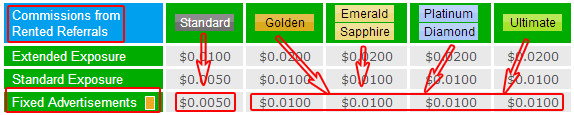 Commissions from
Rented Referrals
Standard
Golden
Emerald
Sapphire
Platinum
Diamond
Ultimate
Extended Exposure $0.0100 $0.0200 $0.0200 $0.0200 $0.0200
Standard Exposure $0.0050 $0.0100 $0.0100 $0.0100 $0.0100
Fixed Advertisements $0.0050 $0.0100 $0.0100 $0.0100 $0.0100